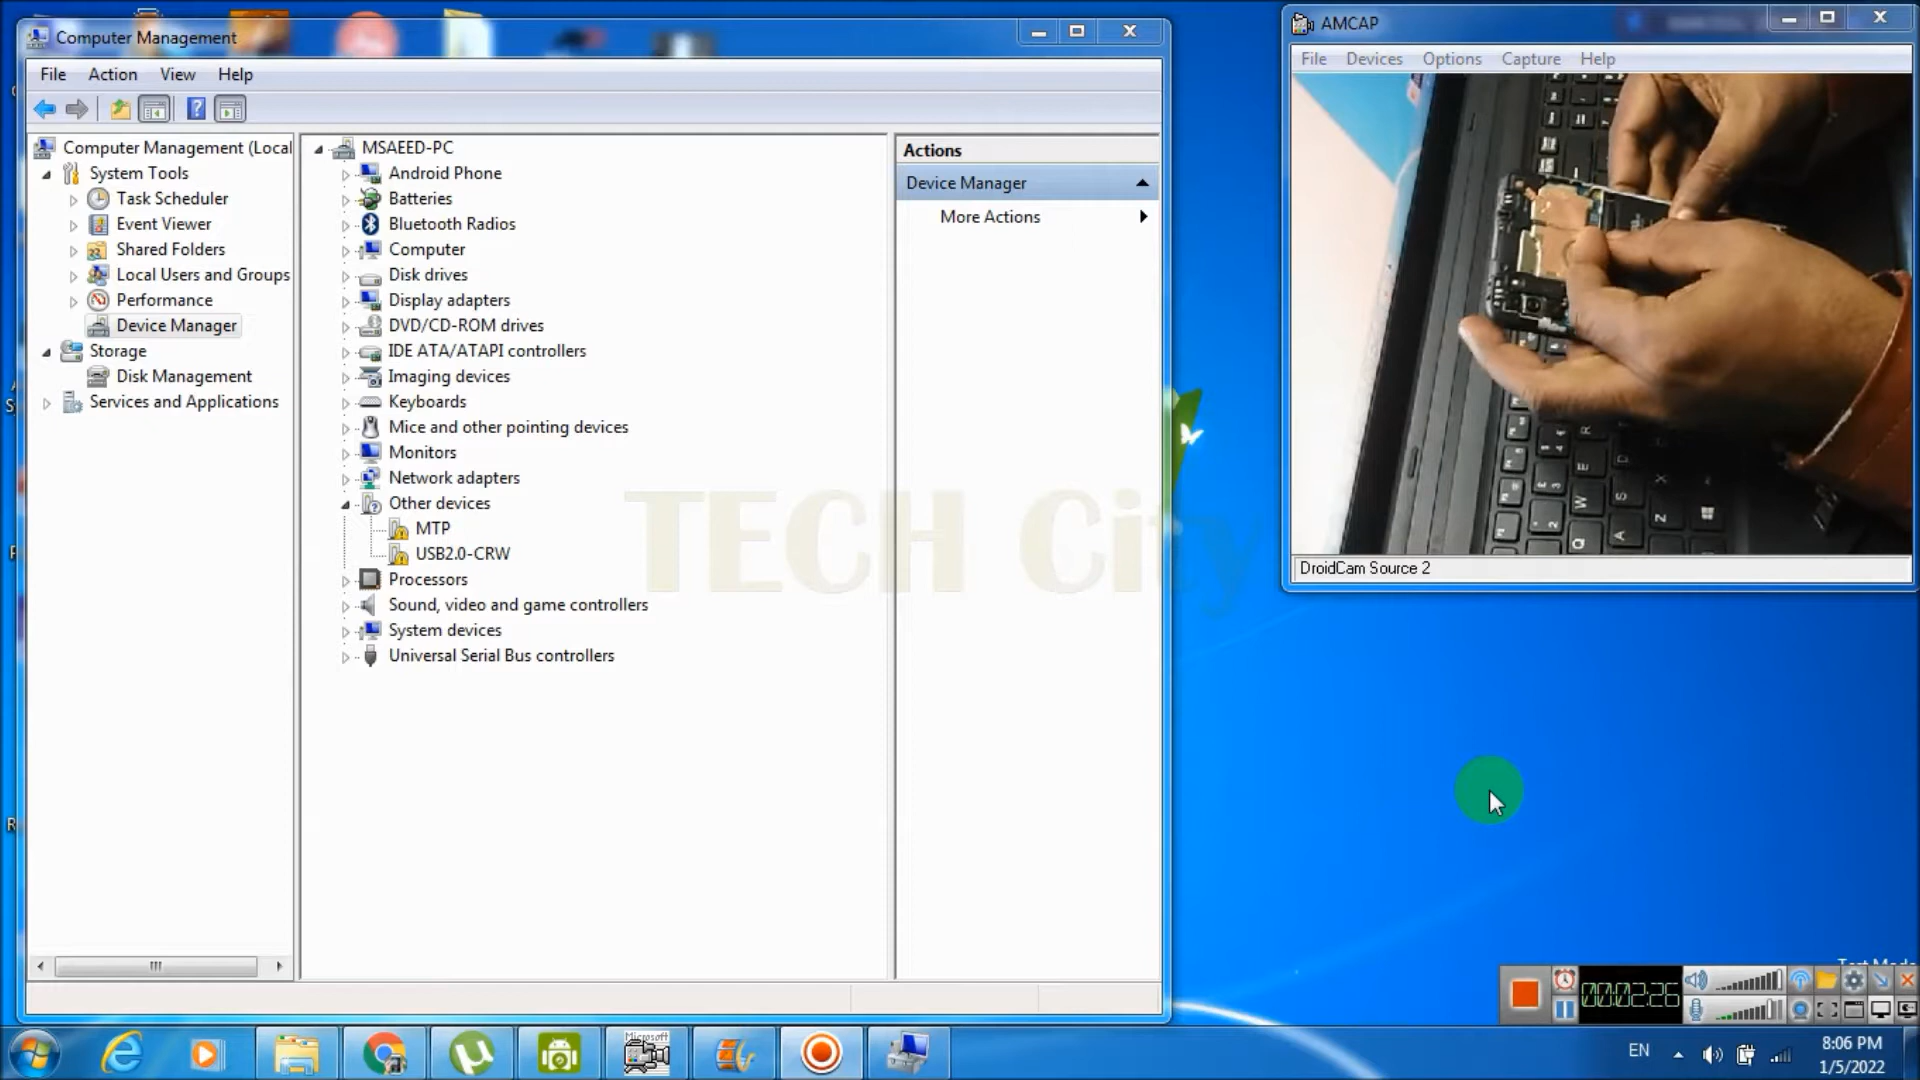 Computer Management
File Action View Help
Computer Management (Local
System Tools
Task Scheduler
Event Viewer
Shared Folders
Local Users and Groups
Performance
Device Manager
Storage
Disk Management
Services and Applications
MSAEED-PC
Android Phone
Batteries
Bluetooth Radios
Computer
Disk drives
Display adapters
DVD/CD-ROM drives
IDE ATA/ATAPI controllers
Imaging devices
Keyboards
Mice and other pointing devices
Monitors
Network adapters
Other devices
MTP
USB2.0-CRW
Processors
Sound, video and game controllers
System devices
Universal Serial Bus controllers
Actions
Device Manager
More Actions
TECH City
AMCAP
File Devices Options Capture Help
DroidCam Source 2
00:02:26
Microsoft
EN
8:06 PM
1/5/2022